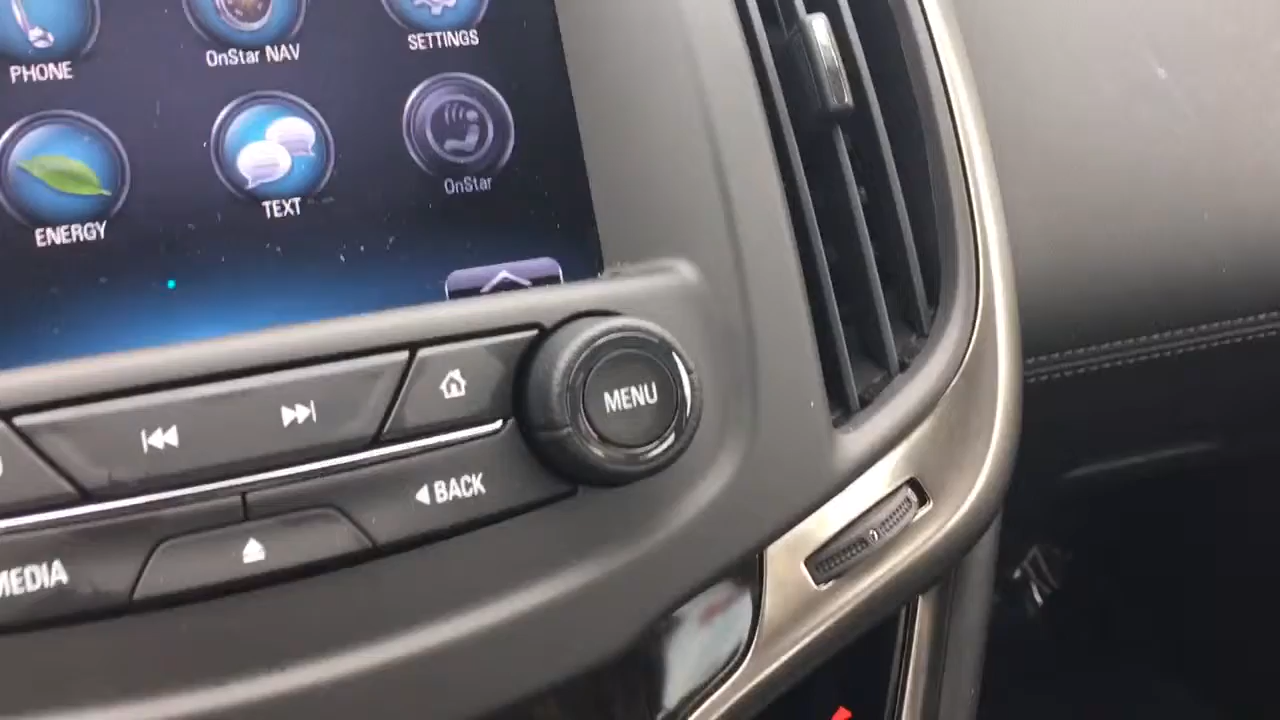 PHONE
OnStar NAV
SETTINGS
ENERGY
TEXT
OnStar
MENU
BACK
MEDIA